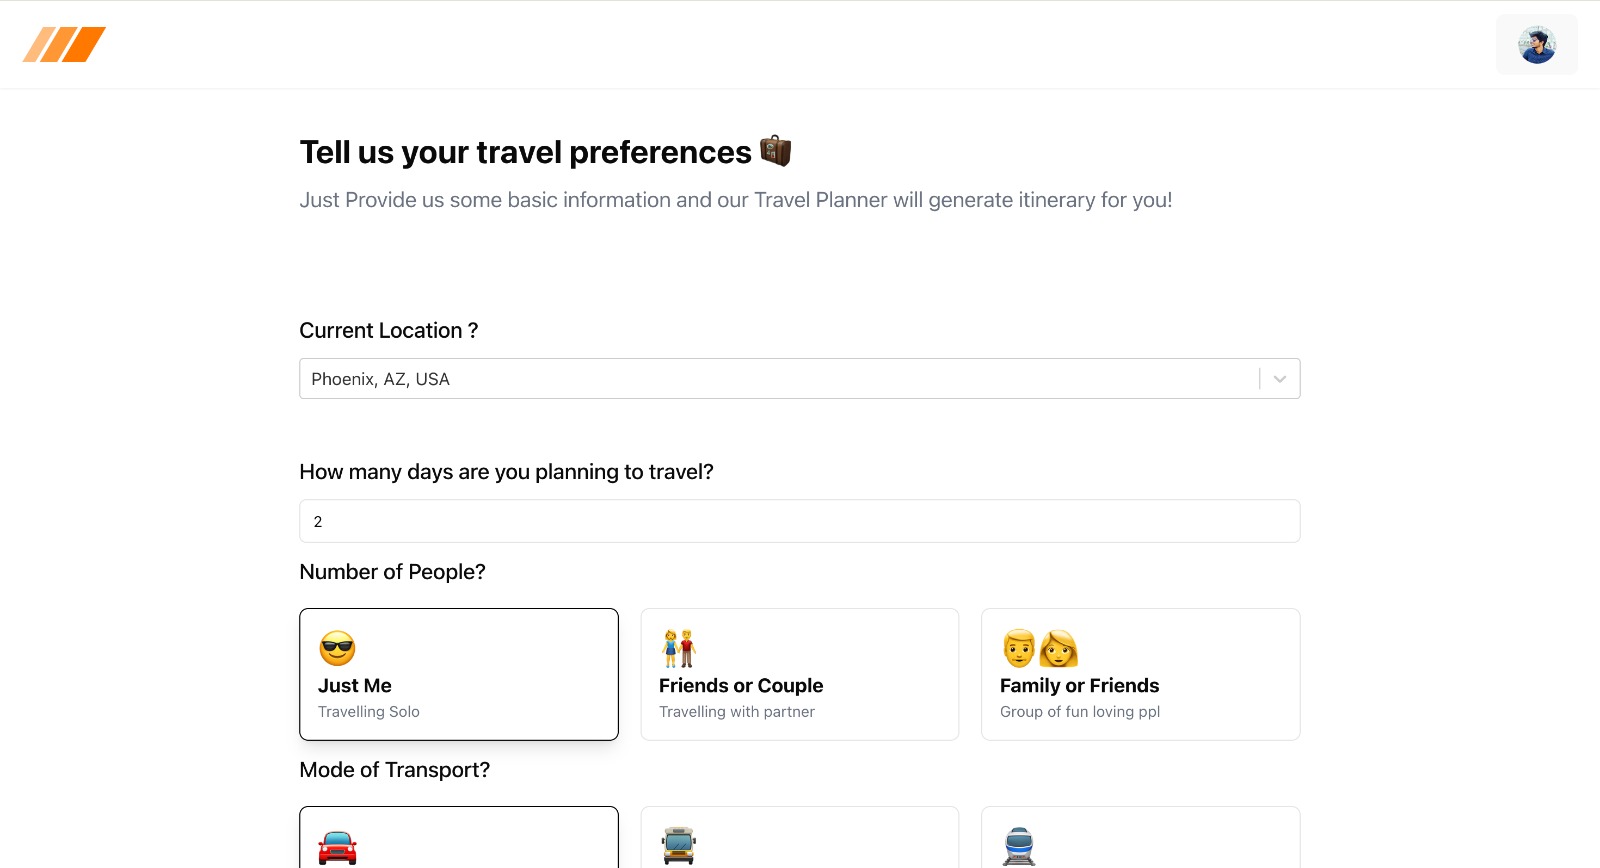 Tell us your travel preferences
Just Provide us some basic information and our Travel Planner will generate itinerary for you!
Current Location ?
Phoenix, AZ, USA
How many days are you planning to travel?
2
Number of People?
Just Me
Travelling Solo
Friends or Couple
Travelling with partner
Family or Friends
Group of fun loving ppl
Mode of Transport?